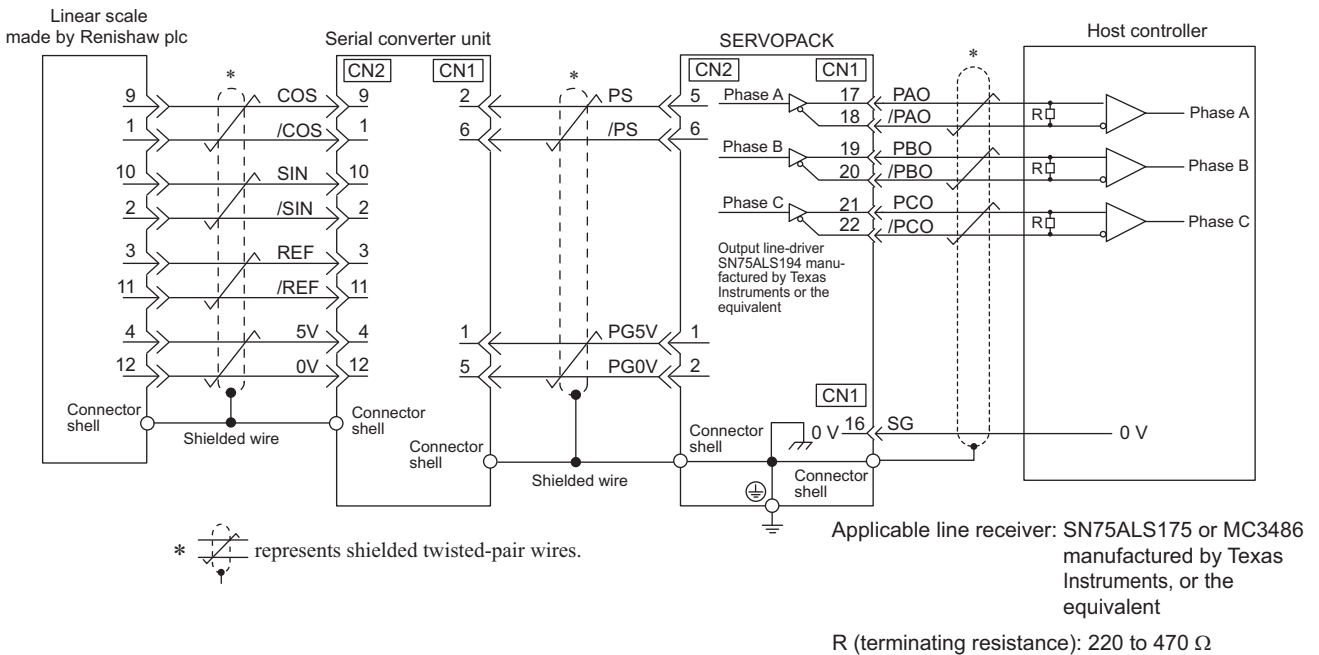 Linear scale
made by Renishaw plc
Serial converter unit
SERVOPACK
Host controller
*
CN2
CN1
*
CN2
CN1
*
9
COS
9
2
PS
5
Phase A
17
PAO
R
Phase A
1
/COS
1
6
/PS
6
18
/PAO
10
SIN
10
Phase B
19
PBO
R
Phase B
20
/PBO
2
/SIN
2
Phase C
21
PCO
R
Phase C
22
/PCO
3
REF
3
Output line-driver
SN75ALS194 manu-
factured by Texas
Instruments or the
equivalent
11
/REF
11
4
5V
4
1
PG5V
1
12
0V
12
5
PG0V
2
CN1
Connector
shell
Shielded wire
Connector
shell
Connector
shell
Shielded wire
Connector
shell
0 V
16
SG
0 V
Connector
shell
* represents shielded twisted-pair wires.
Applicable line receiver: SN75ALS175 or MC3486
manufactured by Texas
Instruments, or the
equivalent
R (terminating resistance): 220 to 470 Ω